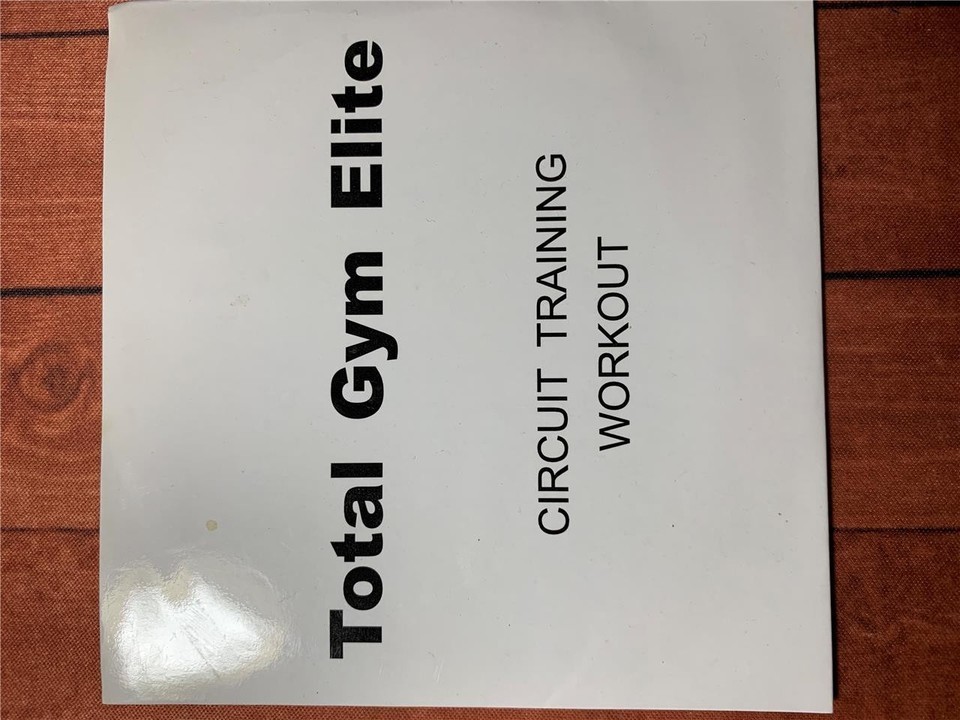 Total Gym Elite
CIRCUIT TRAINING
WORKOUT